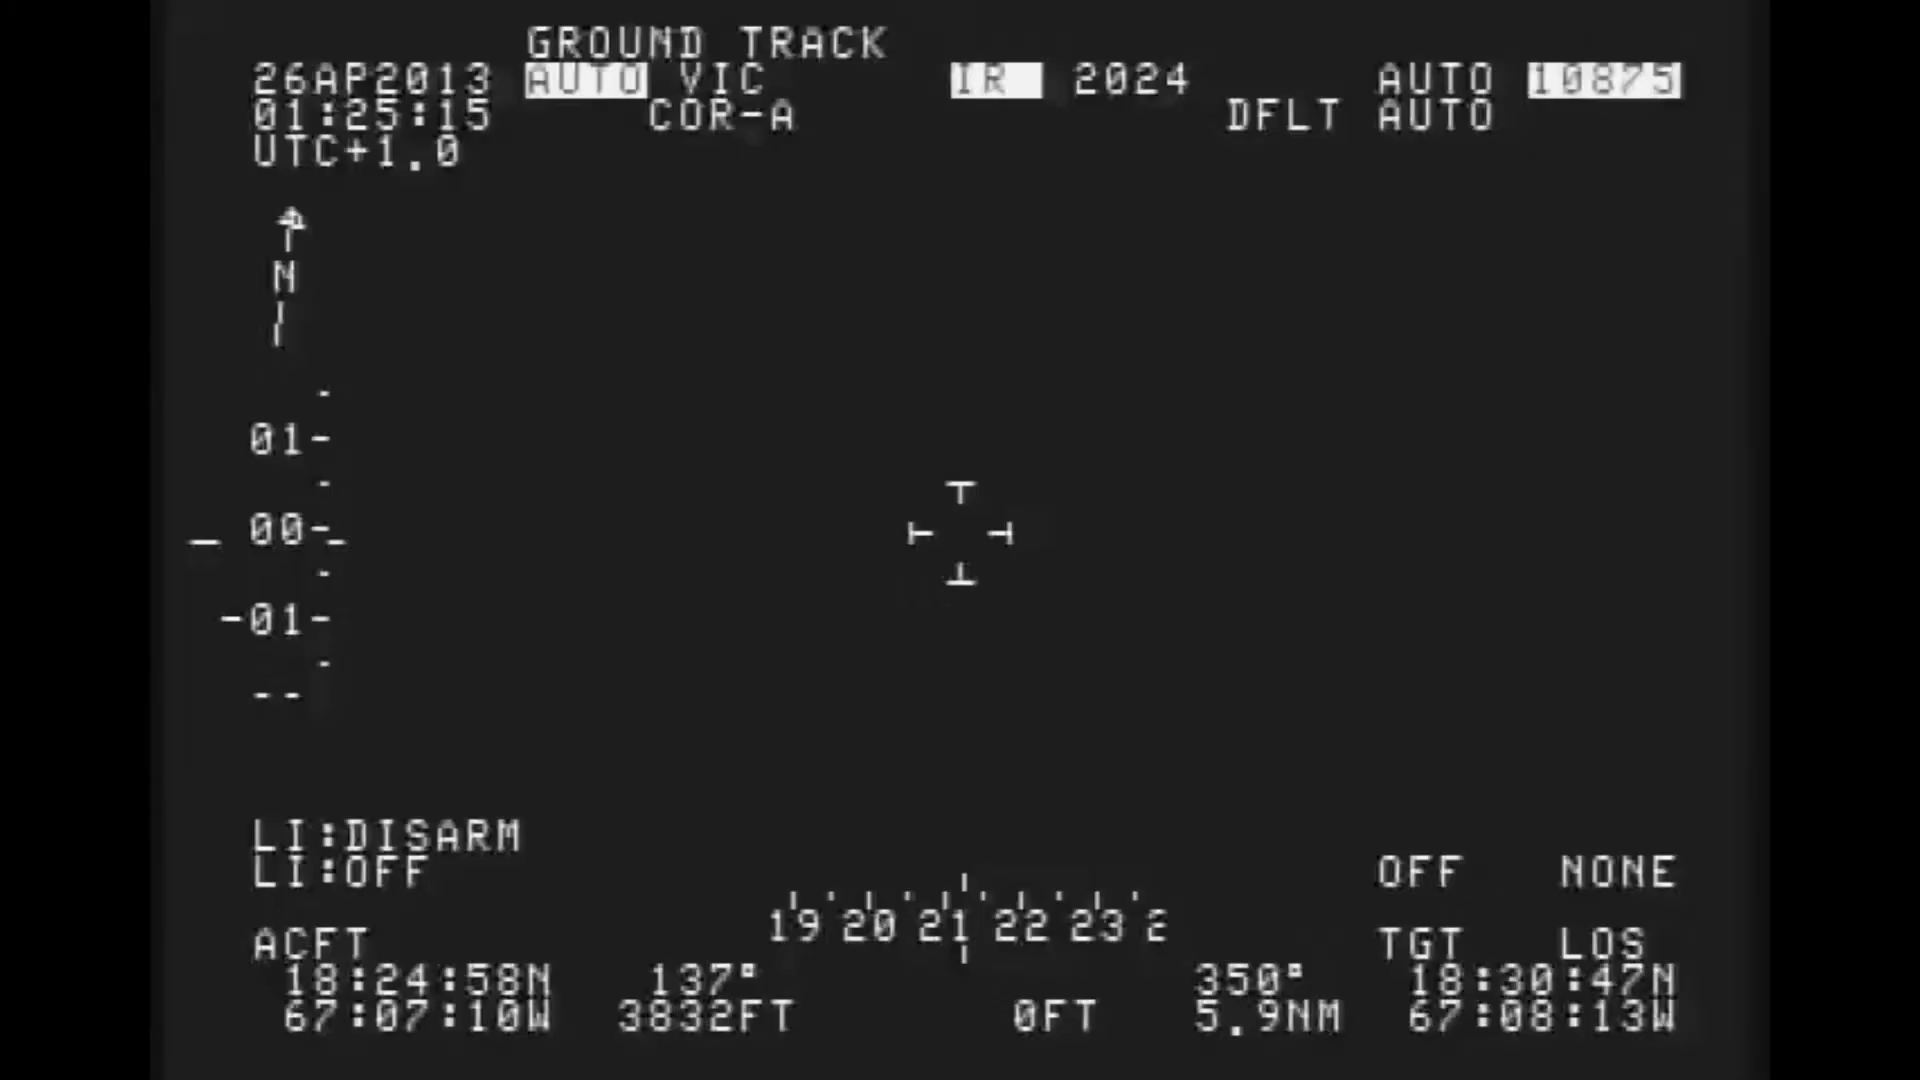 GROUND TRACK
26AP2013 AUTO VIC IR 2024 AUTO 10875
01:25:15 COR-A DFLT AUTO
UTC+1.0
N
01-
00-
-01-
--
LI:DISARM
LI:OFF OFF NONE
19 20 21 22 23 2
ACFT TGT LOS
18:24:58N 137° 350° 18:30:47N
67:07:10W 3832FT 0FT 5.9NM 67:08:13W